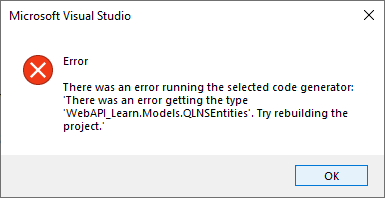 Microsoft Visual Studio
Error
There was an error running the selected code generator:
'There was an error getting the type
'WebAPI_Learn.Models.QLNSEntities'. Try rebuilding the
project.'
OK